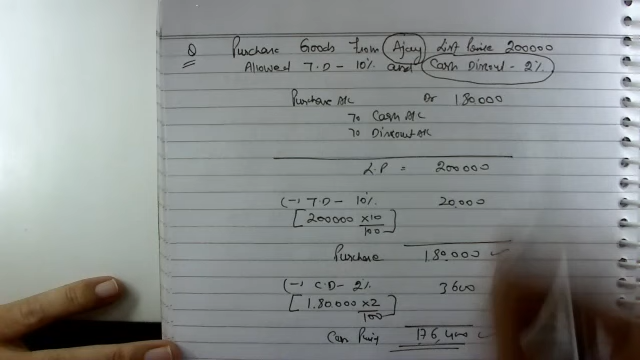 Q Purchase Goods from Ajay List Price 200000
Allowed T.D - 10% and Cash Discount - 2%
Purchase A/c Dr 180000
To Cash A/c
To Discount A/c
L.P = 200000
(-) T.D - 10% 20,000
[200000 × 10/100]
Purchase 180,000
(-) C.D - 2% 3600
[1,80,000 × 2/100]
Cash 176,400